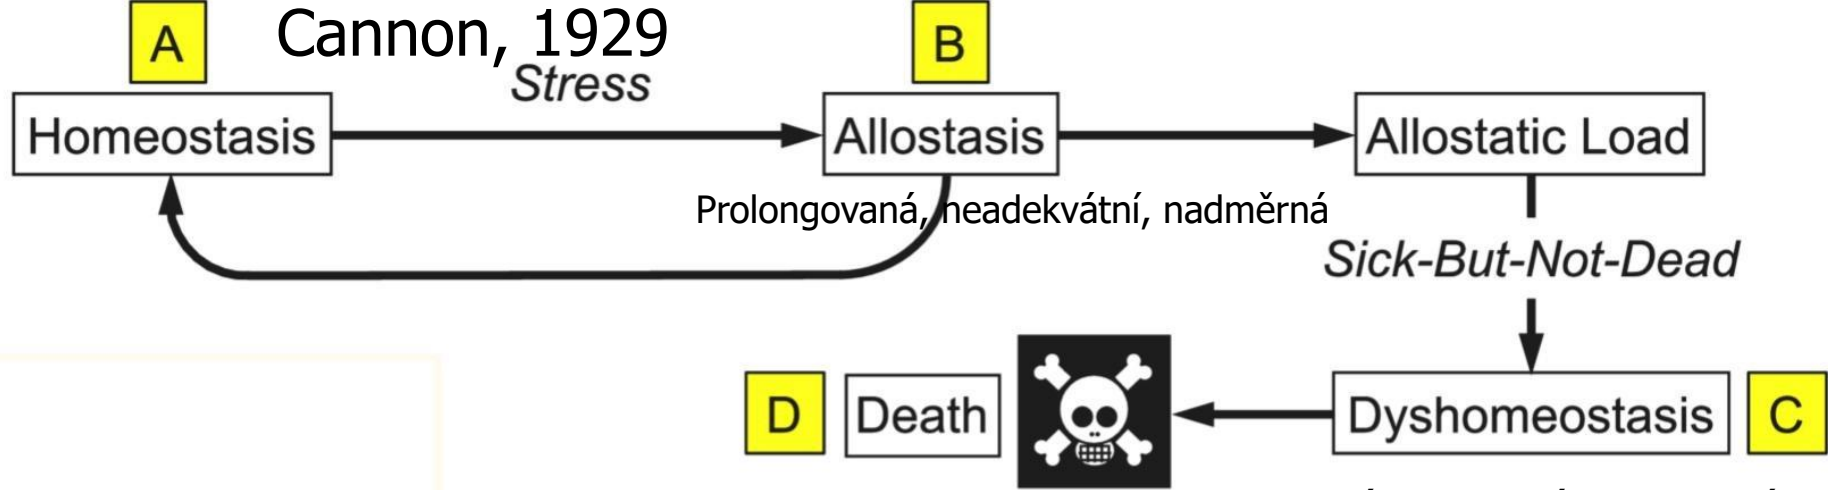 A
Cannon, 1929
B
Stress
Homeostasis
Allostasis
Allostatic Load
Prolongovaná, neadekvátní, nadměrná
Sick-But-Not-Dead
D
Death
Dyshomeostasis
C